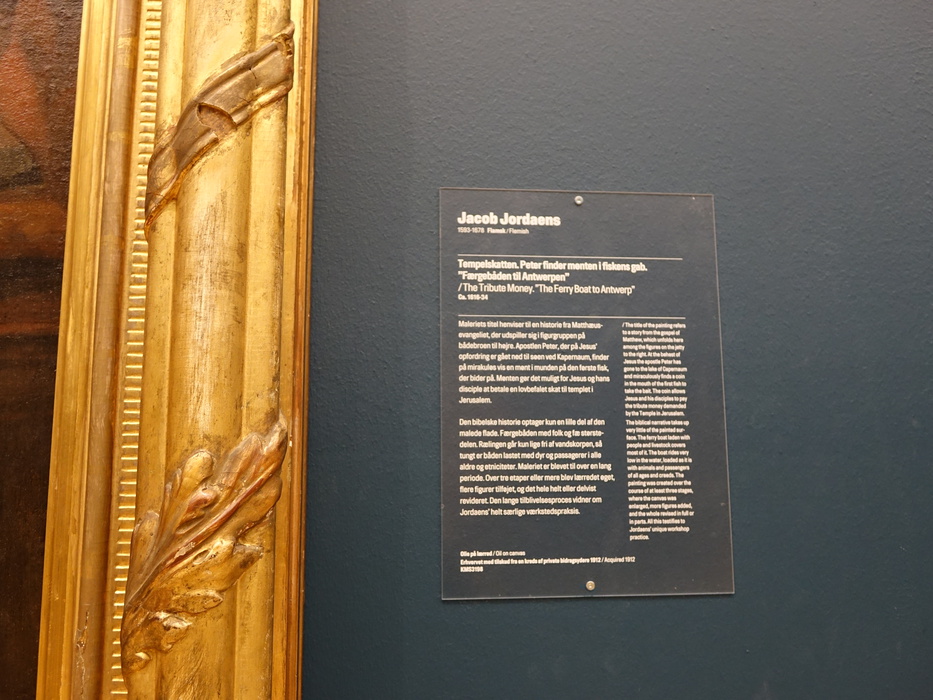 Jacob Jordaens
1593-1678 Flamsk / Flemish
Tempelskatten. Peter finder mønten i fiskens gab.
"Færgebåden til Antwerpen"
/ The Tribute Money. "The Ferry Boat to Antwerp"
Ca. 1616-34
Maleriets titel henviser til en historie fra Matthæus-
evangeliet, der udspiller sig i figurgruppen på
bådebroen til højre. Apostlen Peter, der på Jesus'
opfordring er gået ned til søen ved Kapernaum, finder
på mirakuløs vis en mønt i munden på den første fisk,
der bider på. Mønten gør det muligt for Jesus og hans
disciple at betale en lovbefalet skat til templet i
Jerusalem.
Den bibelske historie optager kun en lille del af den
malede flade. Færgebåden med folk og fæ største-
delen. Rælingen går kun lige fri af vandskorpen, så
tungt er båden lastet med dyr og passagerer i alle
aldre og etniciteter. Maleriet er blevet til over en lang
periode. Over tre etaper eller mere blev lærredet øget,
flere figurer tilføjet, og det hele helt eller delvist
revideret. Den lange tilblivelsesproces vidner om
Jordaens' helt særlige værkstedspraksis.
/ The title of the painting refers
to a story from the gospel of
Matthew, which unfolds here
among the figures on the jetty
to the right. At the behest of
Jesus the apostle Peter has
gone to the lake of Capernaum
and miraculously finds a coin
in the mouth of the first fish to
take the bait. The coin allows
Jesus and his disciples to pay
the tribute money demanded
by the Temple in Jerusalem.
The biblical narrative takes up
very little of the painted sur-
face. The ferry boat laden with
people and livestock covers
most of it. The boat rides very
low in the water, loaded as it is
with animals and passengers
of all ages and creeds. The
painting was created over the
course of at least three stages,
where the canvas was
enlarged, more figures added,
and the whole revised in full or
in parts. All this testifies to
Jordaens' unique workshop
practice.
Olie på lærred / Oil on canvas
Erhvervet med tilskud fra en kreds af private bidragydere 1912 / Acquired 1912
KMS3198